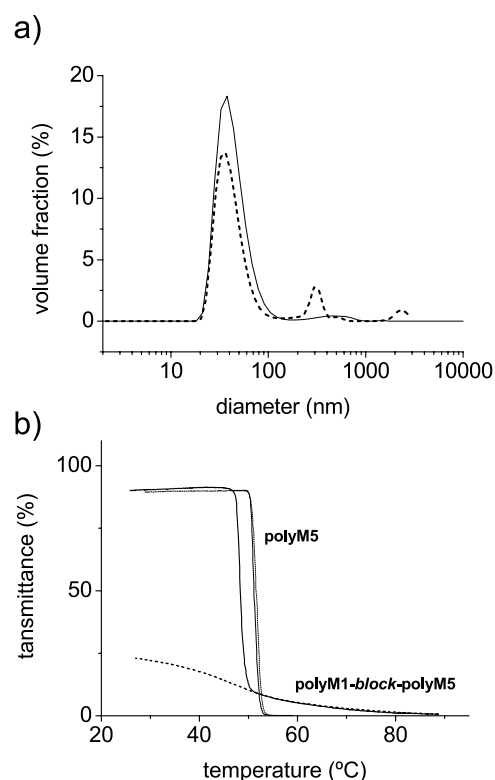 a)
20
15
10
5
0
volume fraction (%)
10 100 1000 10000
diameter (nm)
b)
100
50
0
tansmittance (%)
polyM5
polyM1-block-polyM5
20 40 60 80
temperature (ºC)